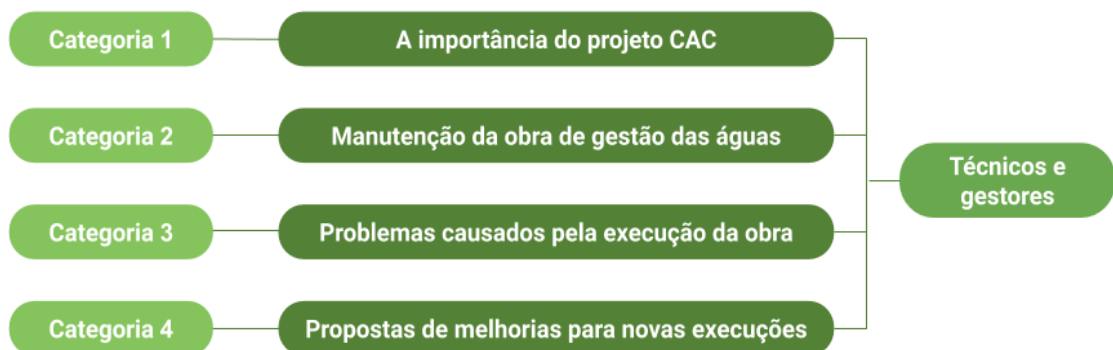 Categoria 1
A importância do projeto CAC
Categoria 2
Manutenção da obra de gestão das águas
Categoria 3
Problemas causados pela execução da obra
Categoria 4
Propostas de melhorias para novas execuções
Técnicos e
gestores